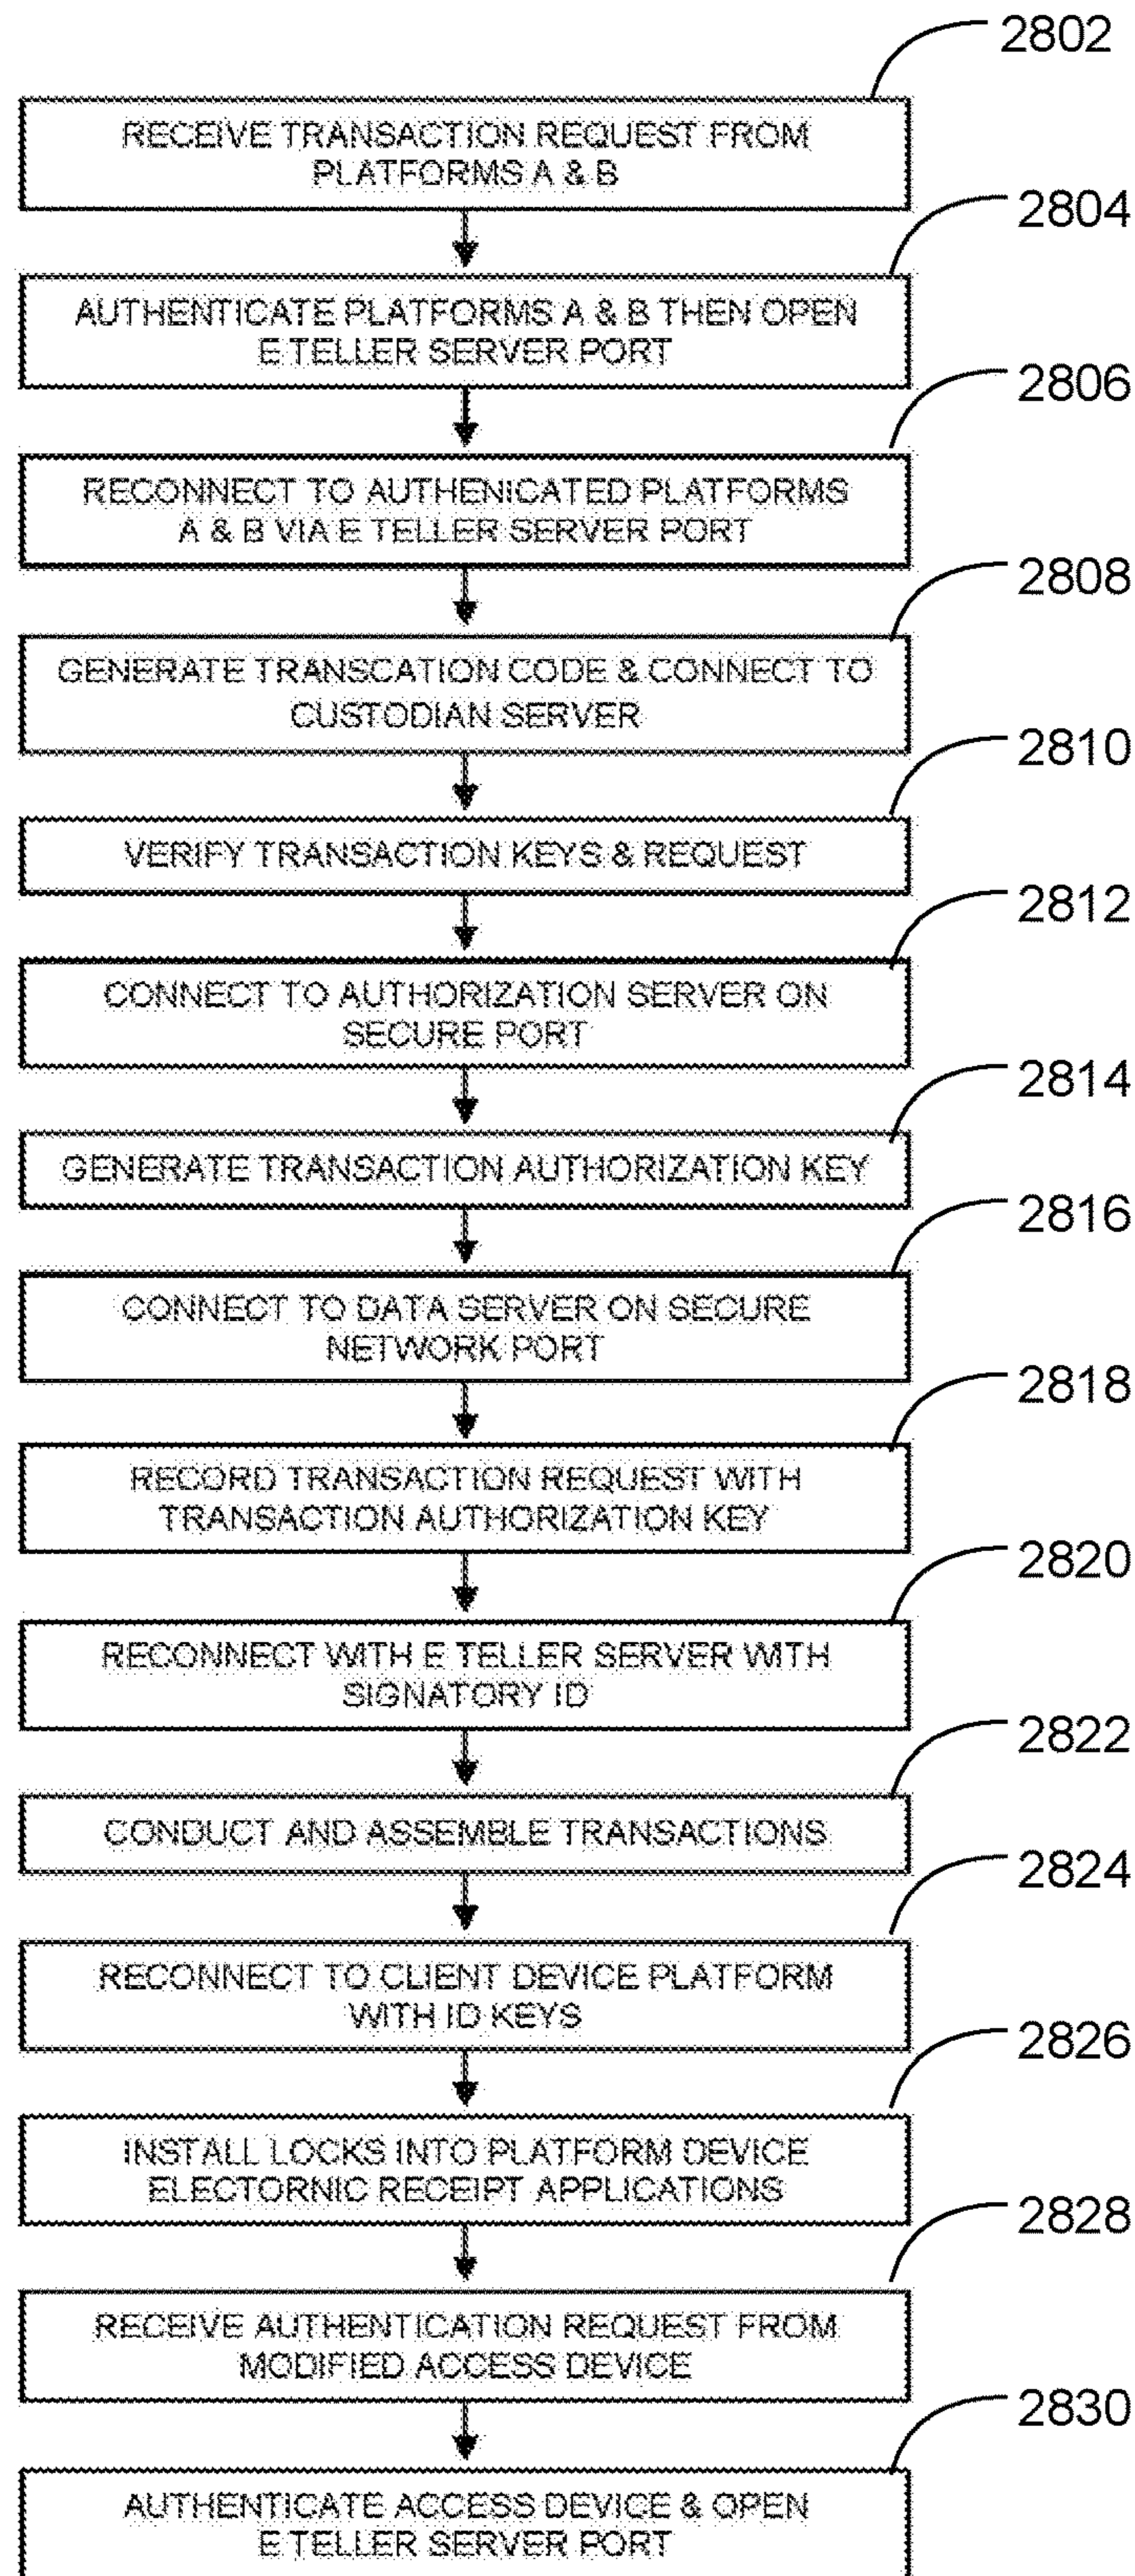 2802
RECEIVE TRANSACTION REQUEST FROM
PLATFORMS A & B
2804
AUTHENTICATE PLATFORMS A & B THEN OPEN
E TELLER SERVER PORT
2806
RECONNECT TO AUTHENICATED PLATFORMS
A & B VIA E TELLER SERVER PORT
2808
GENERATE TRANSCATION CODE & CONNECT TO
CUSTODIAN SERVER
2810
VERIFY TRANSACTION KEYS & REQUEST
2812
CONNECT TO AUTHORIZATION SERVER ON
SECURE PORT
2814
GENERATE TRANSACTION AUTHORIZATION KEY
2816
CONNECT TO DATA SERVER ON SECURE
NETWORK PORT
2818
RECORD TRANSACTION REQUEST WITH
TRANSACTION AUTHORIZATION KEY
2820
RECONNECT WITH E TELLER SERVER WITH
SIGNATORY ID
2822
CONDUCT AND ASSEMBLE TRANSACTIONS
2824
RECONNECT TO CLIENT DEVICE PLATFORM
WITH ID KEYS
2826
INSTALL LOCKS INTO PLATFORM DEVICE
ELECTORNIC RECEIPT APPLICATIONS
2828
RECEIVE AUTHENTICATION REQUEST FROM
MODIFIED ACCESS DEVICE
2830
AUTHENTICATE ACCESS DEVICE & OPEN
E TELLER SERVER PORT